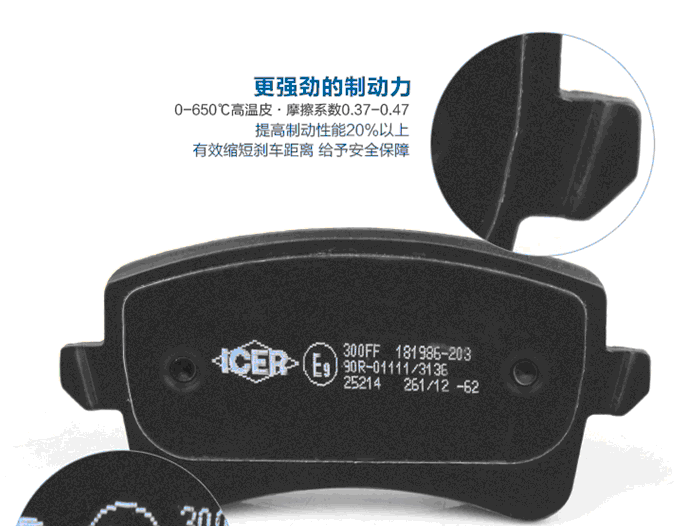 更强劲的制动力
0-650℃高温皮·摩擦系数0.37-0.47
提高制动性能20%以上
有效缩短刹车距离 给予安全保障
ICER E9 300FF 181986-203
90R-01111/3136
25214 261/12 -62
300